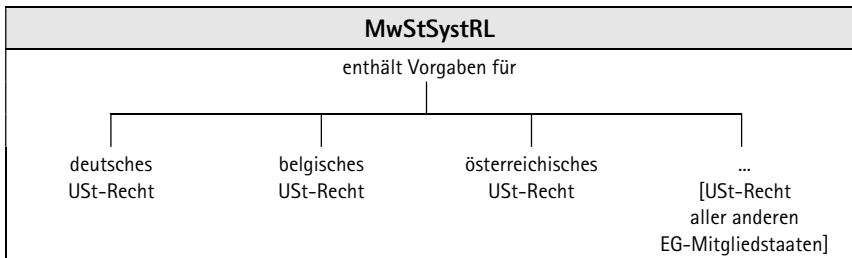 MwStSystRL
enthält Vorgaben für
deutsches
USt-Recht
belgisches
USt-Recht
österreichisches
USt-Recht
...
[USt-Recht
aller anderen
EG-Mitgliedstaaten]